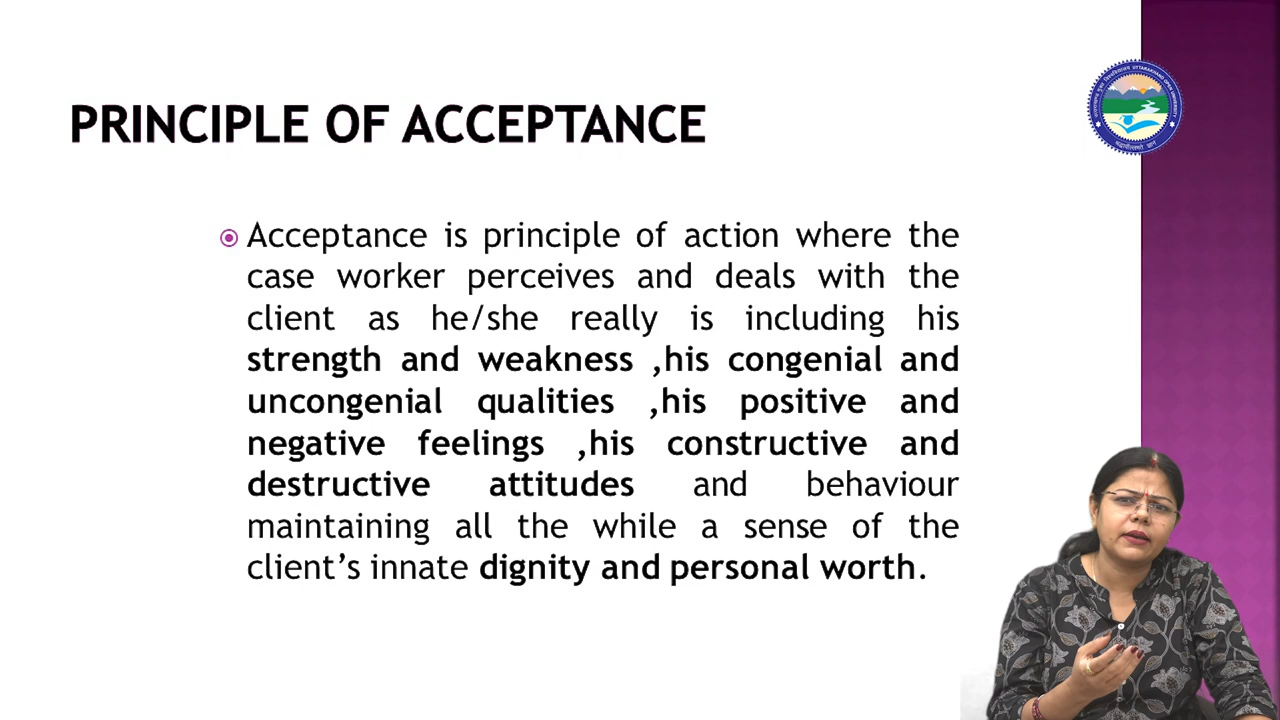 PRINCIPLE OF ACCEPTANCE
UTTARAKHAND OPEN UNIVERSITY
Acceptance is principle of action where the
case worker perceives and deals with the
client as he/she really is including his
strength and weakness ,his congenial and
uncongenial qualities ,his positive and
negative feelings ,his constructive and
destructive attitudes and behaviour
maintaining all the while a sense of the
client’s innate dignity and personal worth.